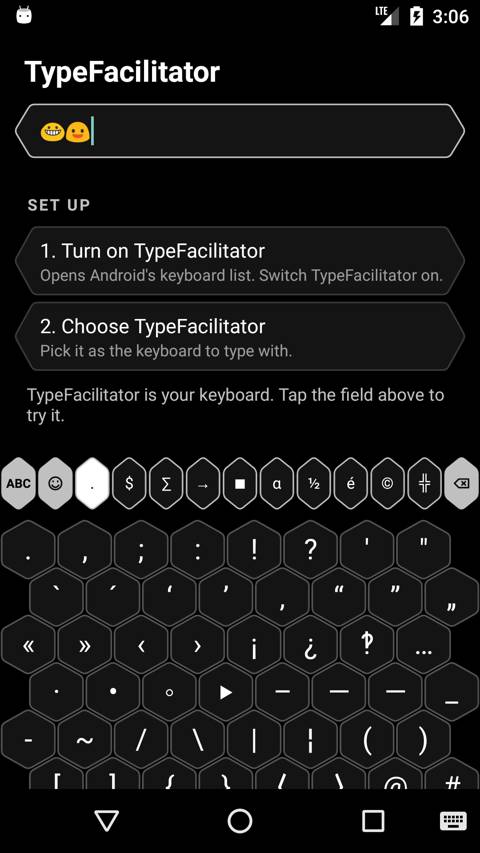 LTE 3:06
TypeFacilitator
😁😃
SET UP
1. Turn on TypeFacilitator
Opens Android's keyboard list. Switch TypeFacilitator on.
2. Choose TypeFacilitator
Pick it as the keyboard to type with.
TypeFacilitator is your keyboard. Tap the field above to
try it.
ABC ☺ . $ ∑ → ■ α ½ é © ╬ ⌫
. , ; : ! ? ' "
` ´ ‘ ’ ‚ “ ” „
« » ‹ › ¡ ¿ ‽ …
· • ◦ ‣ – — ― _
- ~ / \ | ¦ ( )
[ ] { } ⟨ ⟩ @ #